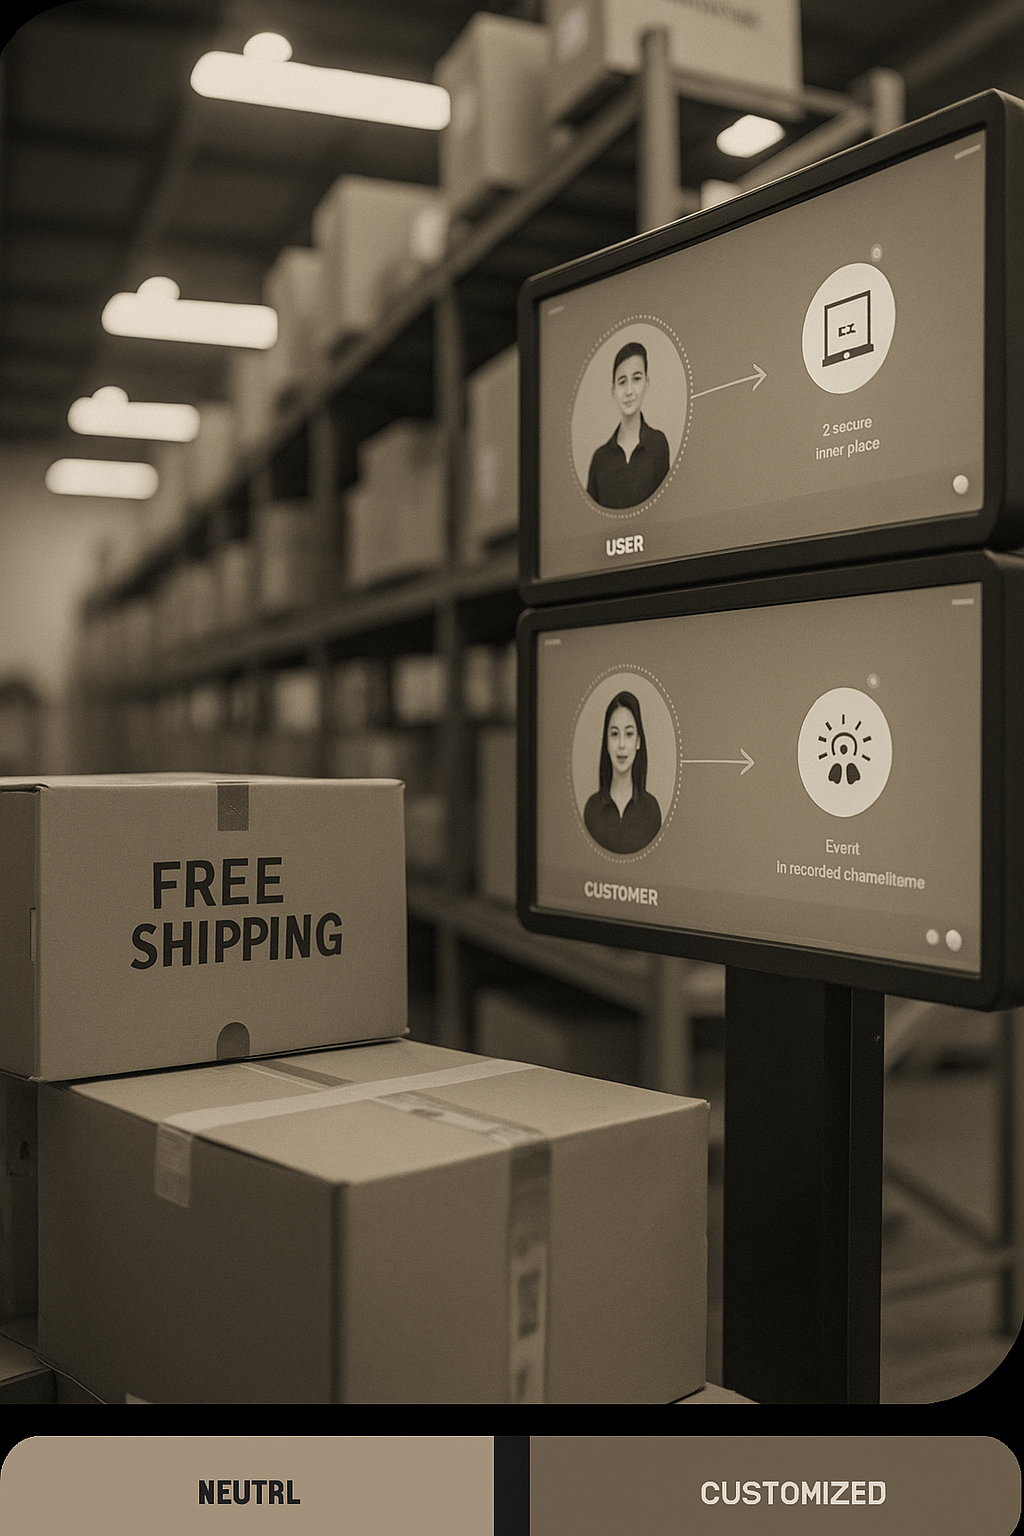 2 secure
inner place
USER
Everit
in recorded chameliteme
CUSTOMER
FREE
SHIPPING
NEUTRL
CUSTOMIZED